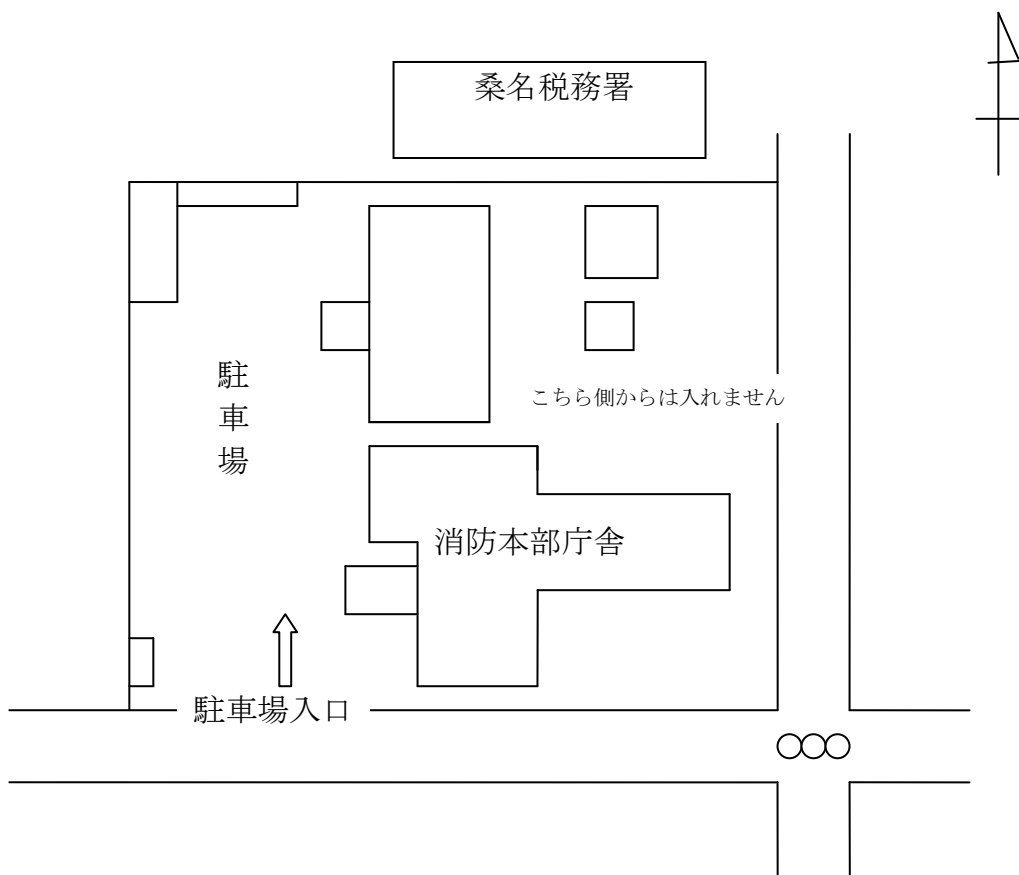 桑名税務署
駐車場
こちら側からは入れません
消防本部庁舎
駐車場入口